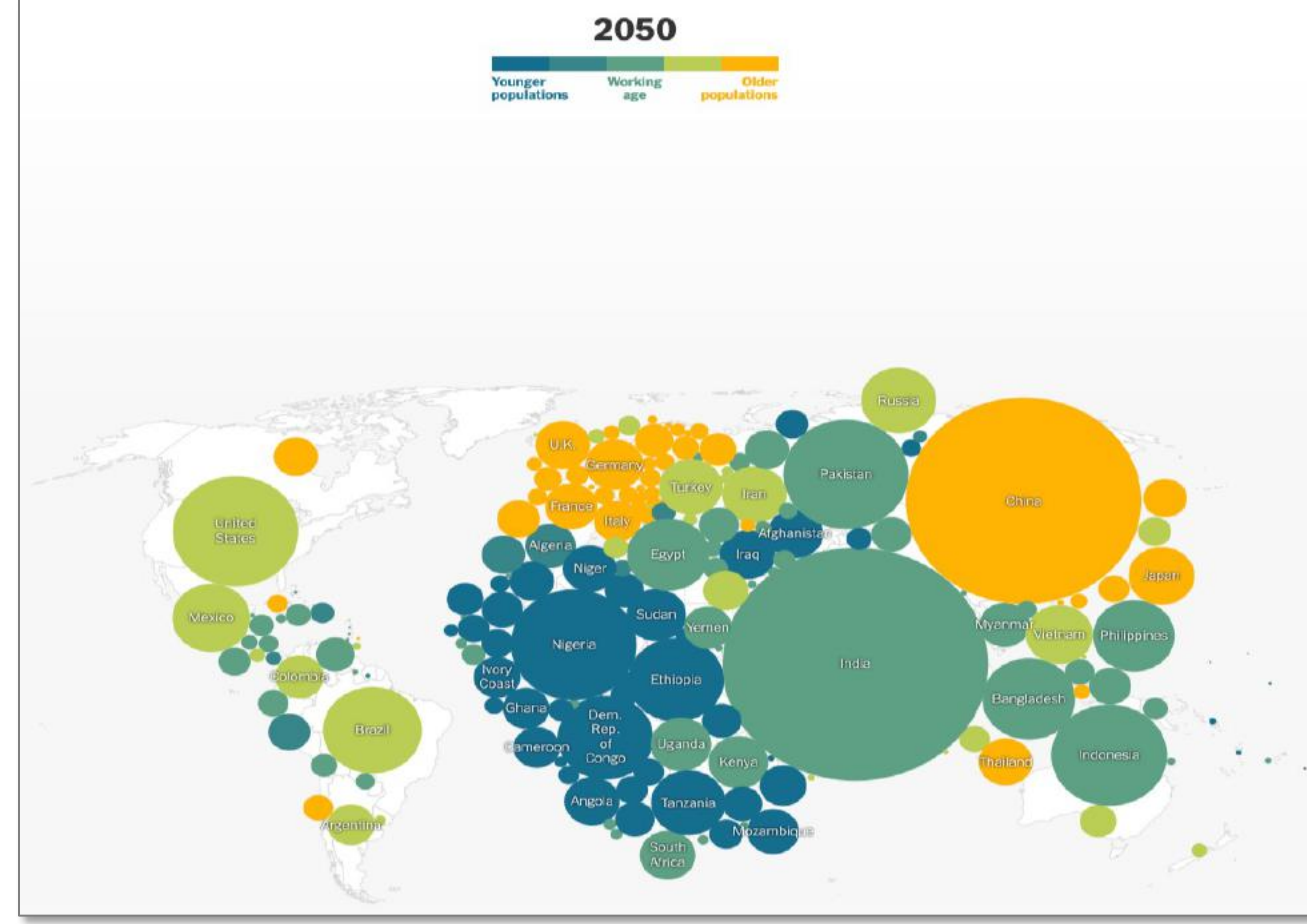 2050
Younger
populations
Working
age
Older
populations
Russia
U.K.
Germany
Pakistan
Turkey
Iran
China
United
States
France
Italy
Afghanistan
Algeria
Egypt
Iraq
Niger
Japan
Mexico
Sudan
Yemen
Myanmar
Vietnam
Philippines
Nigeria
India
Ivory
Coast
Ethiopia
Colombia
Bangladesh
Ghana
Dem.
Rep.
of
Congo
Brazil
Cameroon
Uganda
Kenya
Indonesia
Thailand
Angola
Tanzania
Argentina
Mozambique
South
Africa